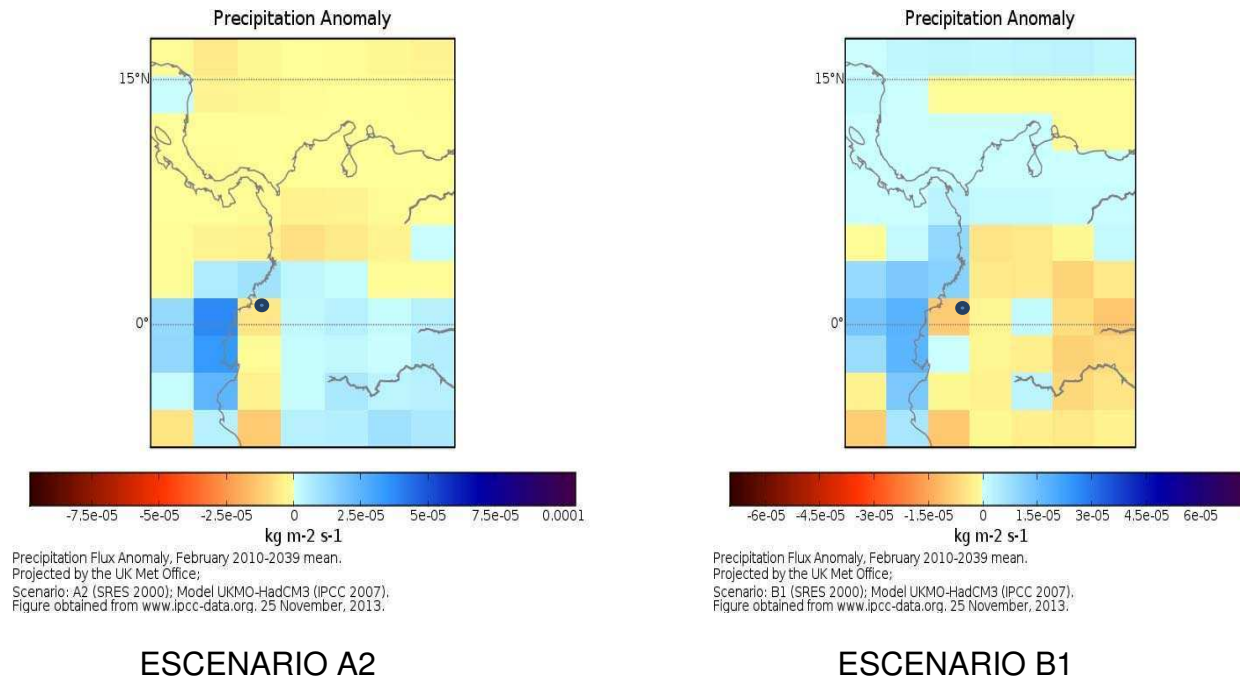 Precipitation Anomaly
15°N
0°
-7.5e-05 -5e-05 -2.5e-05 0 2.5e-05 5e-05 7.5e-05 0.0001
kg m-2 s-1
Precipitation Flux Anomaly, February 2010-2039 mean.
Projected by the UK Met Office;
Scenario: A2 (SRES 2000); Model UKMO-HadCM3 (IPCC 2007).
Figure obtained from www.ipcc-data.org. 25 November, 2013.
ESCENARIO A2
Precipitation Anomaly
15°N
0°
-6e-05 -4.5e-05 -3e-05 -1.5e-05 0 1.5e-05 3e-05 4.5e-05 6e-05
kg m-2 s-1
Precipitation Flux Anomaly, February 2010-2039 mean.
Projected by the UK Met Office;
Scenario: B1 (SRES 2000); Model UKMO-HadCM3 (IPCC 2007).
Figure obtained from www.ipcc-data.org. 25 November, 2013.
ESCENARIO B1